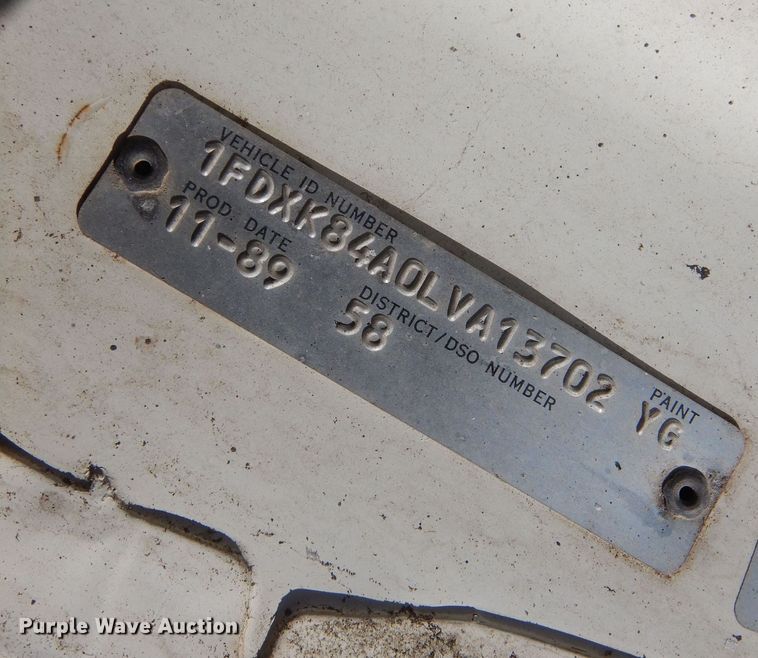 VEHICLE ID NUMBER PAINT
1FDXK84A0LVA13702 YG
PROD. DATE DISTRICT/DSO NUMBER
11-89 58
Purple Wave Auction